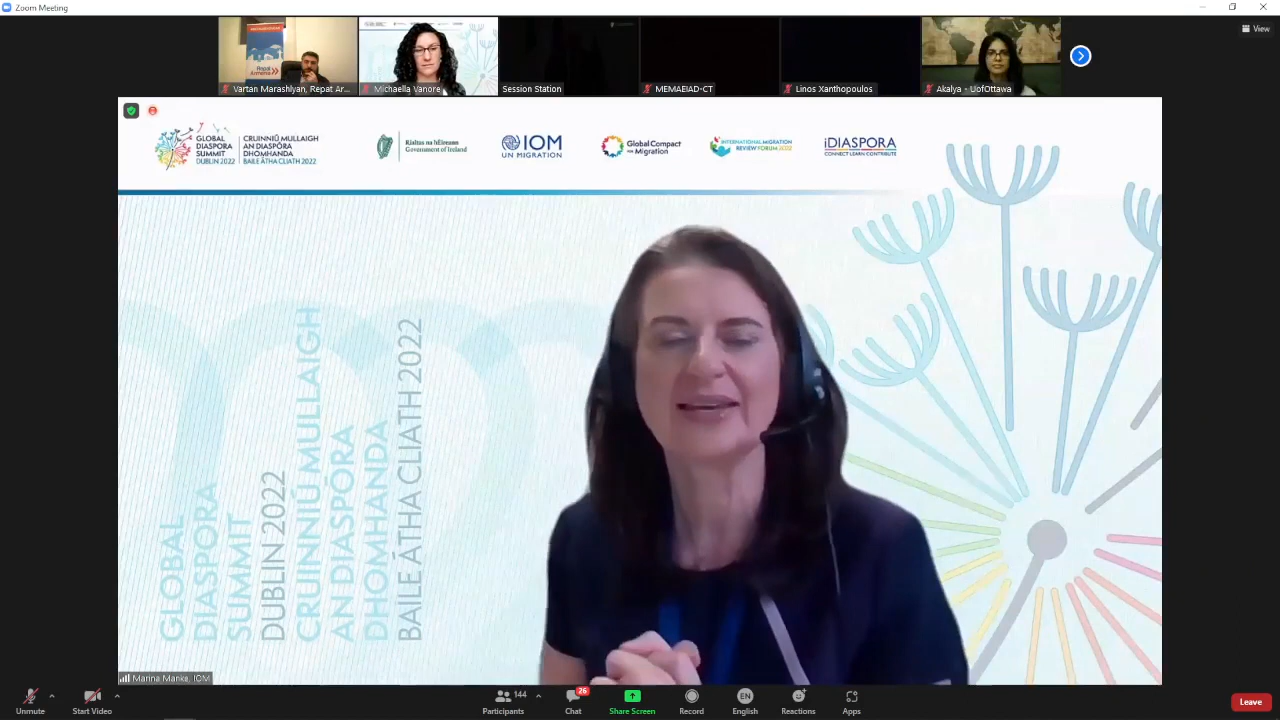 Zoom Meeting
View
Repat
Armenia
Vartan Marashlyan, Repat Ar...
Michaella Vanore
Session Station
MEMAEIAD-CT
Linos Xanthopoulos
Akalya - UofOttawa
GLOBAL
DIASPORA
SUMMIT
DUBLIN 2022
CRUINNIÚ MULLAIGH
AN DIASPÓRA
DHOMHANDA
BAILE ÁTHA CLIATH 2022
Rialtas na hÉireann
Government of Ireland
IOM
UN MIGRATION
Global Compact
for Migration
INTERNATIONAL MIGRATION
REVIEW FORUM 2022
iDIASPORA
CONNECT LEARN CONTRIBUTE
GLOBAL
DIASPORA
SUMMIT
DUBLIN 2022
CRUINNIÚ MULLAIGH
AN DIASPÓRA
DHOMHANDA
BAILE ÁTHA CLIATH 2022
Marina Manke, IOM
Unmute
Start Video
144
Participants
26
Chat
Share Screen
Record
EN
English
Reactions
Apps
Leave